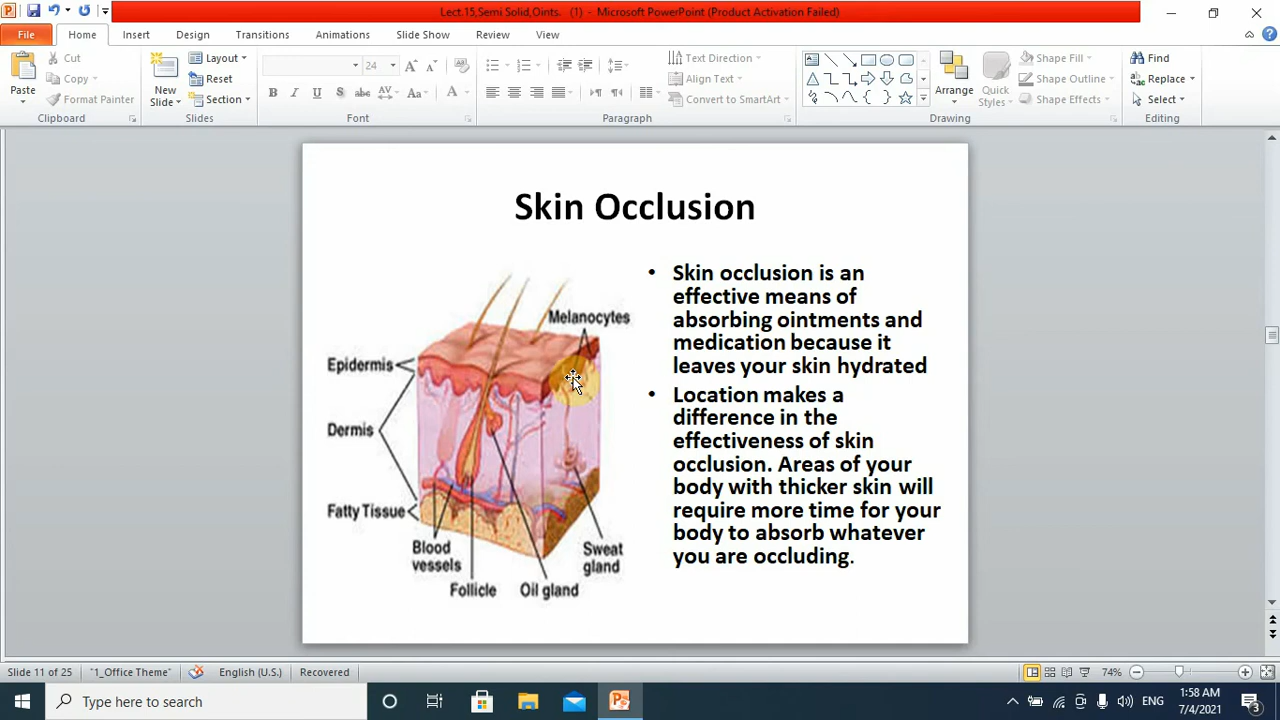 Lect.15,Semi Solid,Oints. (1) - Microsoft PowerPoint (Product Activation Failed)
File Home Insert Design Transitions Animations Slide Show Review View
Paste
Cut
Copy
Format Painter
Clipboard
New
Slide
Layout
Reset
Section
Slides
24
B I U S abc AV Aa A
Font
Text Direction
Align Text
Convert to SmartArt
Paragraph
Arrange
Quick
Styles
Shape Fill
Shape Outline
Shape Effects
Drawing
Find
Replace
Select
Editing
Skin Occlusion
Melanocytes
Epidermis
Dermis
Fatty Tissue
Blood
vessels
Follicle
Oil gland
Sweat
gland
• Skin occlusion is an
effective means of
absorbing ointments and
medication because it
leaves your skin hydrated
• Location makes a
difference in the
effectiveness of skin
occlusion. Areas of your
body with thicker skin will
require more time for your
body to absorb whatever
you are occluding.
Slide 11 of 25 "1_Office Theme" English (U.S.) Recovered 74%
Type here to search
ENG
1:58 AM
7/4/2021
3